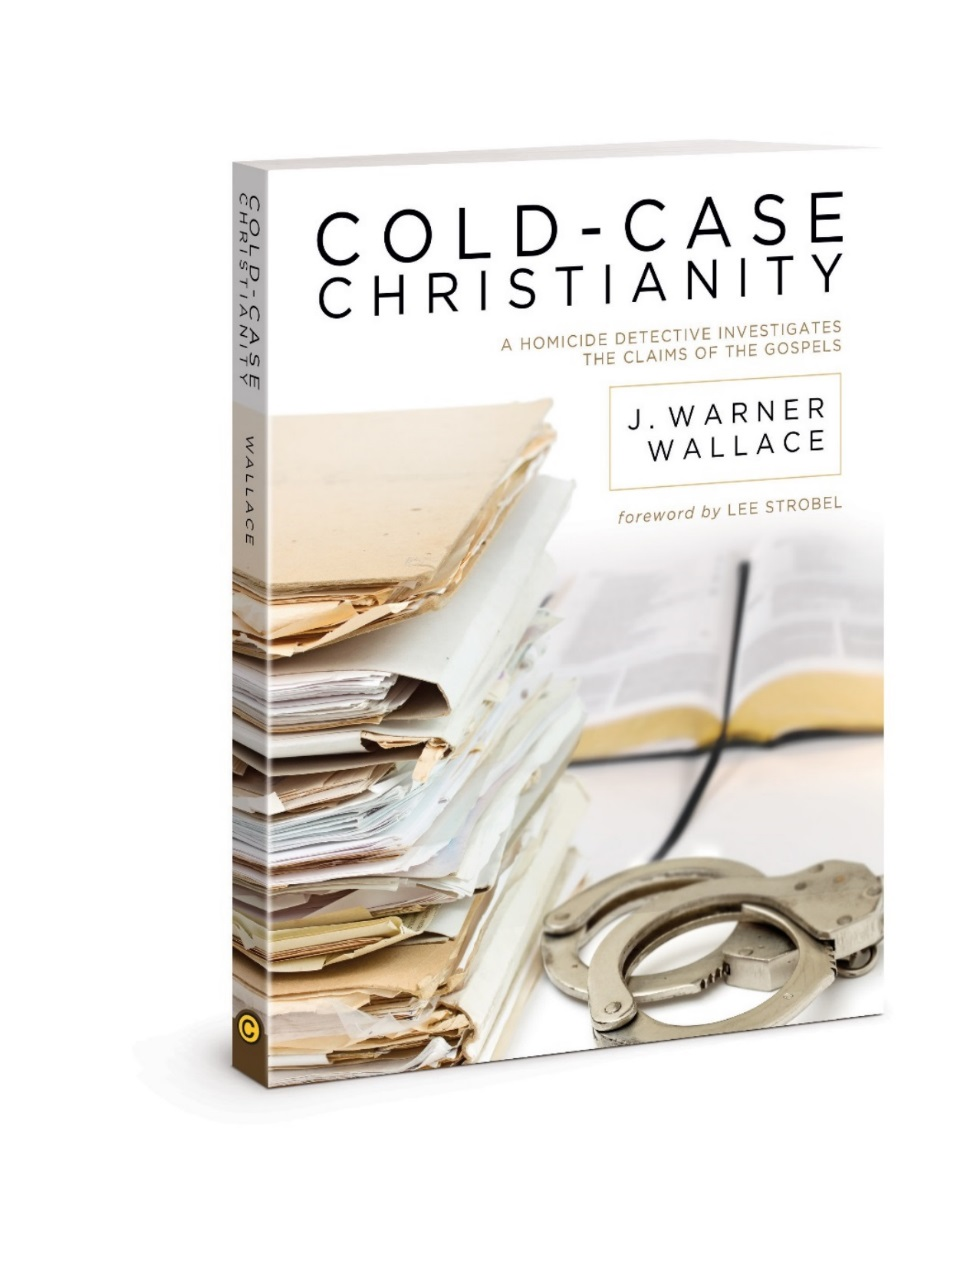 COLD-CASE
CHRISTIANITY
A HOMICIDE DETECTIVE INVESTIGATES
THE CLAIMS OF THE GOSPELS
J. WARNER
WALLACE
foreword by LEE STROBEL
COLD-CASE
CHRISTIANITY
WALLACE
C